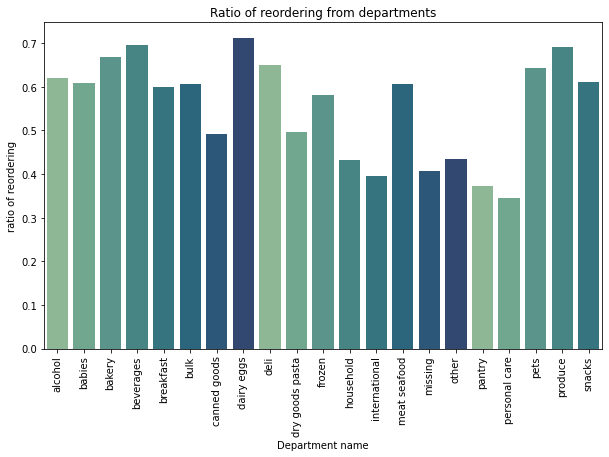 Ratio of reordering from departments
ratio of reordering
0.7
0.6
0.5
0.4
0.3
0.2
0.1
0.0
alcohol
babies
bakery
beverages
breakfast
bulk
canned goods
dairy eggs
deli
dry goods pasta
frozen
household
international
meat seafood
missing
other
pantry
personal care
pets
produce
snacks
Department name